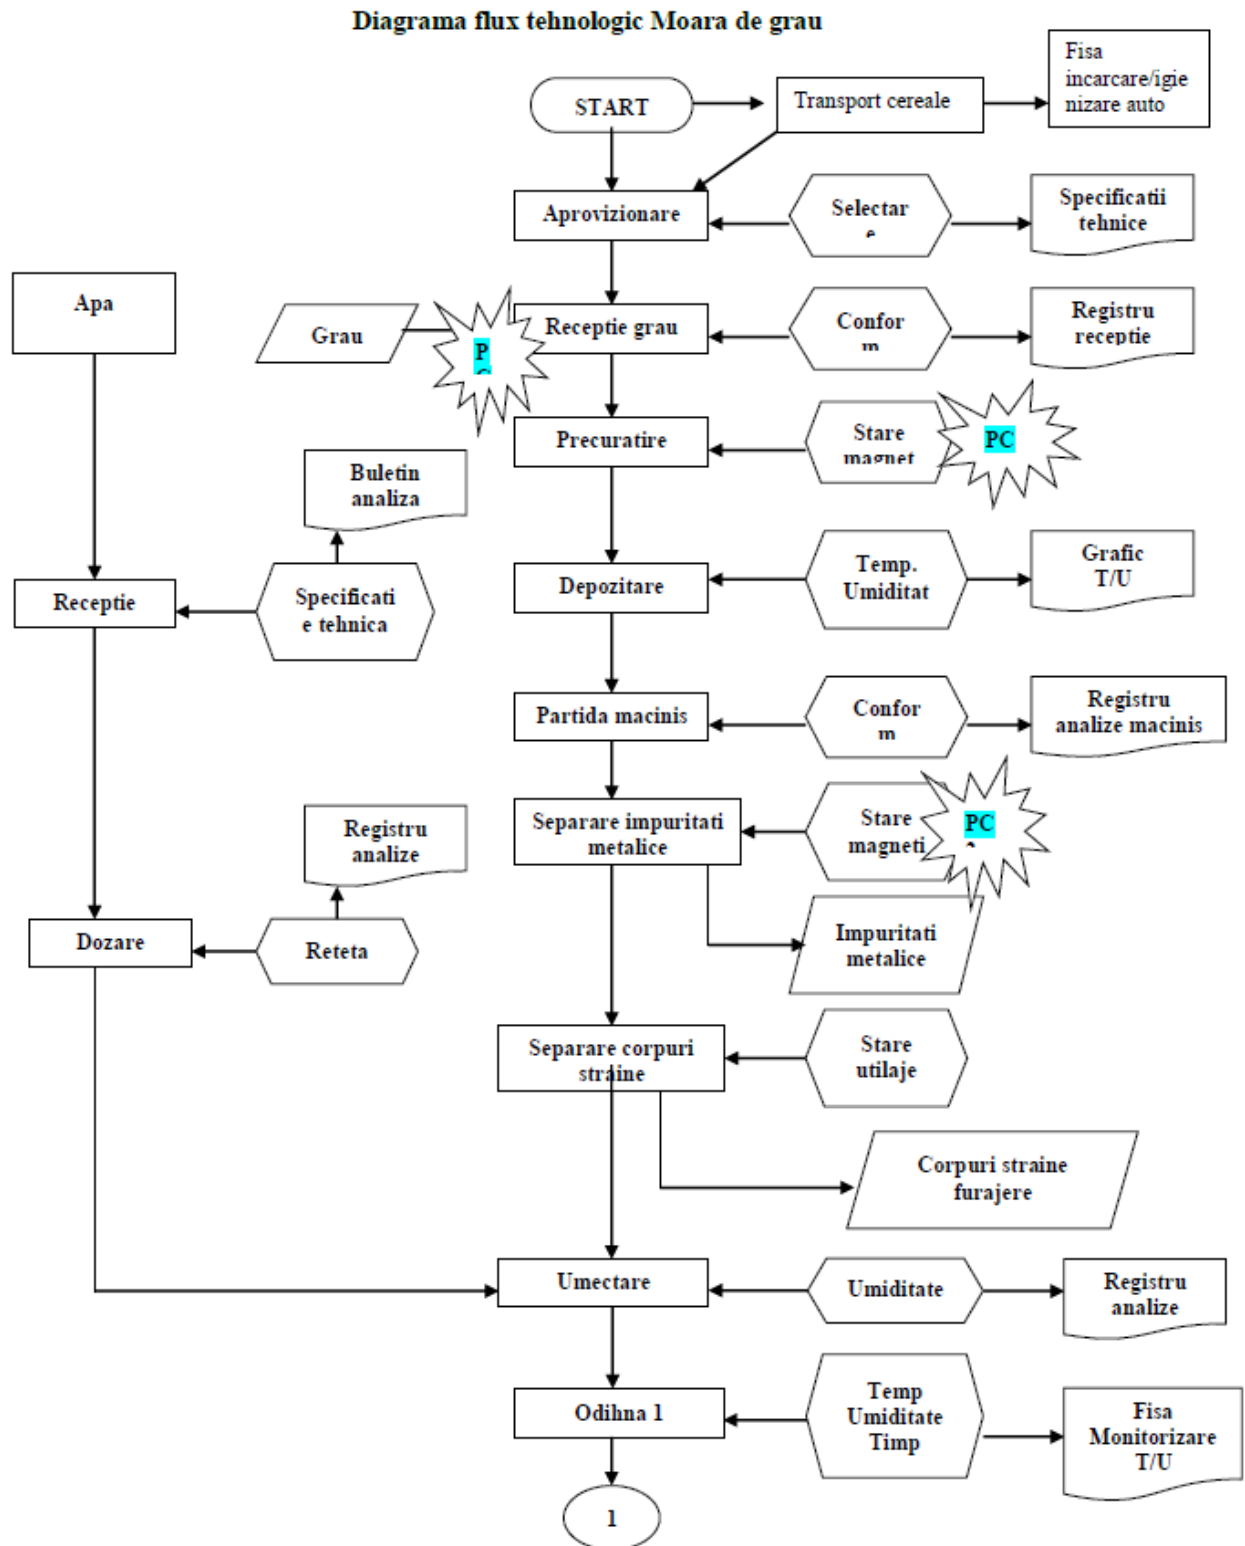 Diagrama flux tehnologic Moara de grau
START
Transport cereale
Fisa
incarcare/igie
nizare auto
Aprovizionare
Selectar
e
Specificatii
tehnice
Apa
Grau
P
Receptie grau
Confor
m
Registru
receptie
Precuratire
Stare
magnet
PC
Buletin
analiza
Depozitare
Temp.
Umiditat
Grafic
T/U
Receptie
Specificati
e tehnica
Partida macinis
Confor
m
Registru
analize macinis
Separare impuritati
metalice
Stare
magneti
PC
Registru
analize
Dozare
Reteta
Impuritati
metalice
Separare corpuri
straine
Stare
utilaje
Corpuri straine
furajere
Umectare
Umiditate
Registru
analize
Odihna 1
Temp
Umiditate
Timp
Fisa
Monitorizare
T/U
1